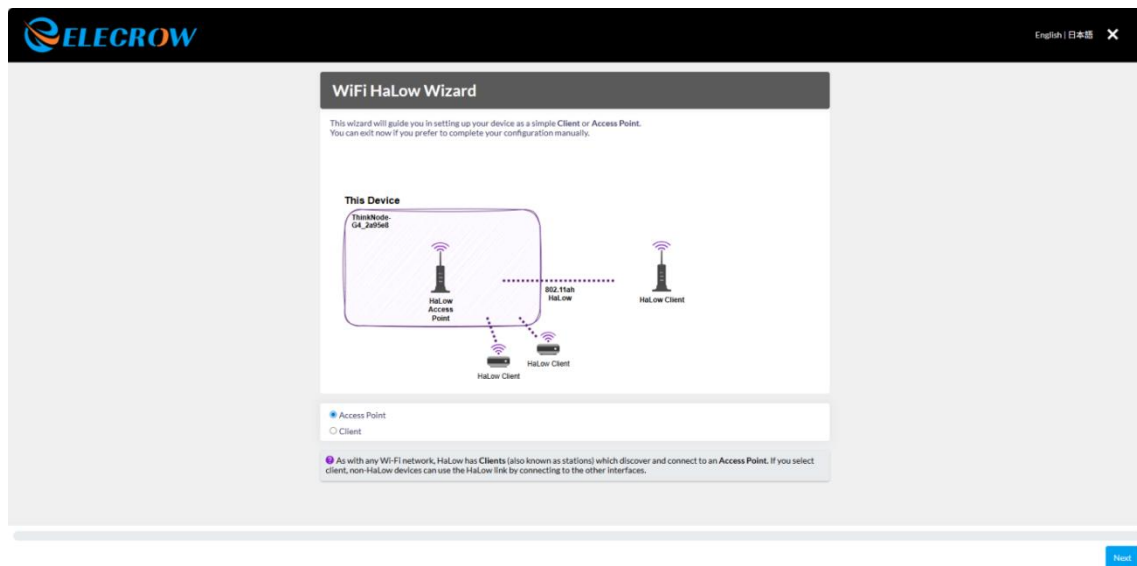 ELECROW
English | 日本語 ✕
WiFi HaLow Wizard
This wizard will guide you in setting up your device as a simple Client or Access Point.
You can exit now if you prefer to complete your configuration manually.
This Device
ThinkNode-
G4_2a95e8
HaLow
Access
Point
802.11ah
HaLow
HaLow Client
HaLow Client
HaLow Client
Access Point
Client
As with any Wi-Fi network, HaLow has Clients (also known as stations) which discover and connect to an Access Point. If you select
client, non-HaLow devices can use the HaLow link by connecting to the other interfaces.
Next